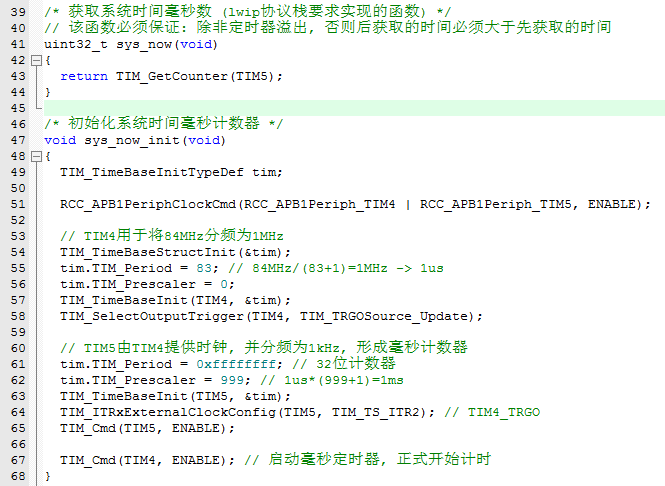 39 /* 获取系统时间毫秒数 (lwip协议栈要求实现的函数) */
40 // 该函数必须保证: 除非定时器溢出, 否则后获取的时间必须大于先获取的时间
41 uint32_t sys_now(void)
42 {
43   return TIM_GetCounter(TIM5);
44 }
45
46 /* 初始化系统时间毫秒计数器 */
47 void sys_now_init(void)
48 {
49   TIM_TimeBaseInitTypeDef tim;
50
51   RCC_APB1PeriphClockCmd(RCC_APB1Periph_TIM4 | RCC_APB1Periph_TIM5, ENABLE);
52
53   // TIM4用于将84MHz分频为1MHz
54   TIM_TimeBaseStructInit(&tim);
55   tim.TIM_Period = 83; // 84MHz/(83+1)=1MHz -> 1us
56   tim.TIM_Prescaler = 0;
57   TIM_TimeBaseInit(TIM4, &tim);
58   TIM_SelectOutputTrigger(TIM4, TIM_TRGOSource_Update);
59
60   // TIM5由TIM4提供时钟, 并分频为1kHz, 形成毫秒计数器
61   tim.TIM_Period = 0xffffffff; // 32位计数器
62   tim.TIM_Prescaler = 999; // 1us*(999+1)=1ms
63   TIM_TimeBaseInit(TIM5, &tim);
64   TIM_ITRxExternalClockConfig(TIM5, TIM_TS_ITR2); // TIM4_TRGO
65   TIM_Cmd(TIM5, ENABLE);
66
67   TIM_Cmd(TIM4, ENABLE); // 启动毫秒定时器, 正式开始计时
68 }